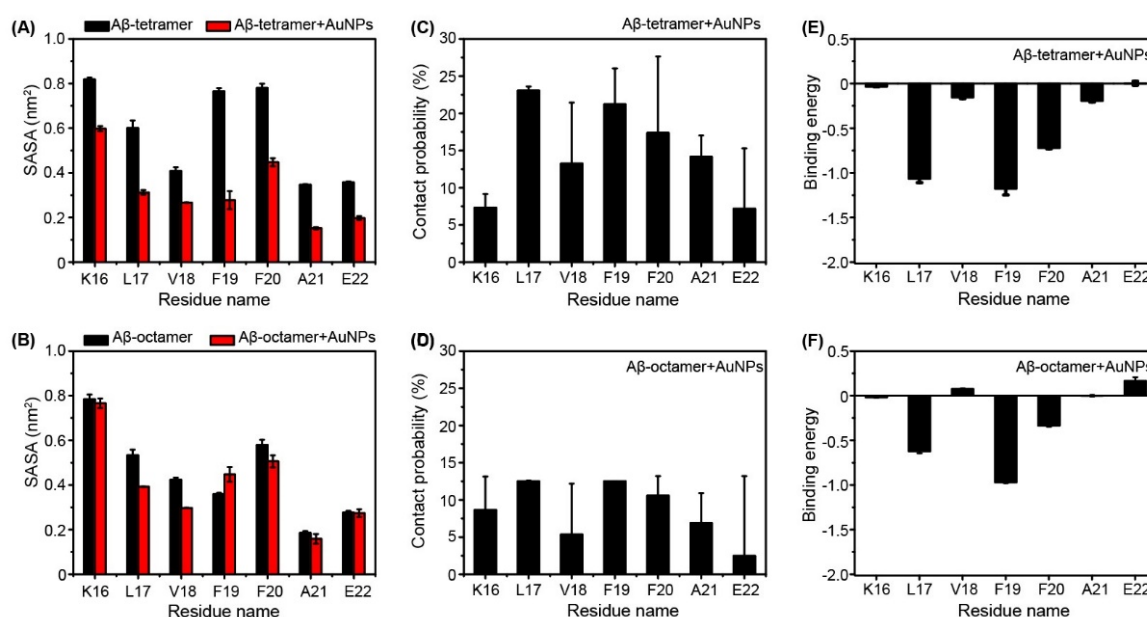 (A)
Aβ-tetramer
Aβ-tetramer+AuNPs
1.0
0.8
0.6
0.4
0.2
0
SASA (nm²)
K16 L17 V18 F19 F20 A21 E22
Residue name
(C)
Aβ-tetramer+AuNPs
30
25
20
15
10
5
0
Contact probability (%)
K16 L17 V18 F19 F20 A21 E22
Residue name
(E)
Aβ-tetramer+AuNPs
0.5
0
-0.5
-1.0
-1.5
-2.0
Binding energy
K16 L17 V18 F19 F20 A21 E22
Residue name
(B)
Aβ-octamer
Aβ-octamer+AuNPs
1.0
0.8
0.6
0.4
0.2
0
SASA (nm²)
K16 L17 V18 F19 F20 A21 E22
Residue name
(D)
Aβ-octamer+AuNPs
30
25
20
15
10
5
0
Contact probability (%)
K16 L17 V18 F19 F20 A21 E22
Residue name
(F)
Aβ-octamer+AuNPs
0.5
0
-0.5
-1.0
-1.5
-2.0
Binding energy
K16 L17 V18 F19 F20 A21 E22
Residue name